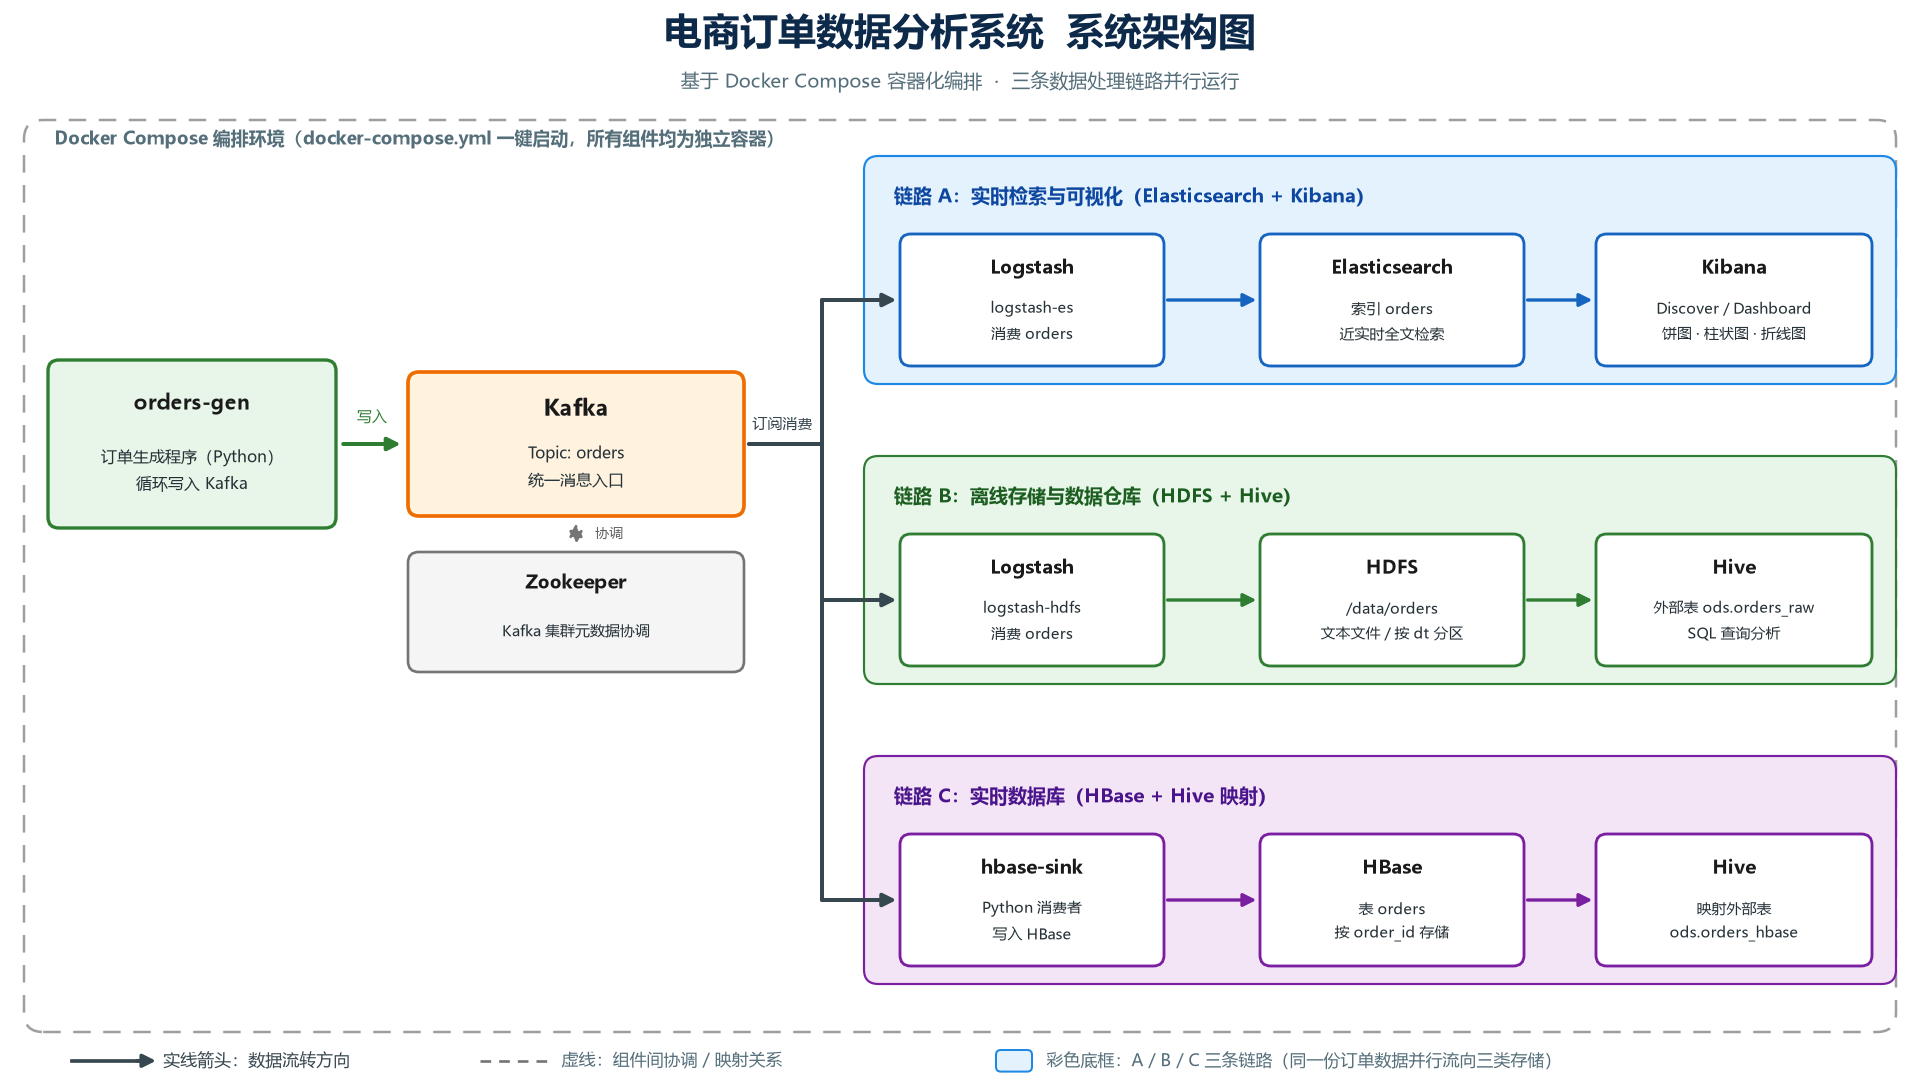 电商订单数据分析系统 系统架构图
基于 Docker Compose 容器化编排 · 三条数据处理链路并行运行
Docker Compose 编排环境（docker-compose.yml 一键启动，所有组件均为独立容器）
orders-gen
订单生成程序（Python）
循环写入 Kafka
写入
Kafka
Topic: orders
统一消息入口
协调
Zookeeper
Kafka 集群元数据协调
订阅消费
链路 A：实时检索与可视化（Elasticsearch + Kibana）
Logstash
logstash-es
消费 orders
Elasticsearch
索引 orders
近实时全文检索
Kibana
Discover / Dashboard
饼图 · 柱状图 · 折线图
链路 B：离线存储与数据仓库（HDFS + Hive）
Logstash
logstash-hdfs
消费 orders
HDFS
/data/orders
文本文件 / 按 dt 分区
Hive
外部表 ods.orders_raw
SQL 查询分析
链路 C：实时数据库（HBase + Hive 映射）
hbase-sink
Python 消费者
写入 HBase
HBase
表 orders
按 order_id 存储
Hive
映射外部表
ods.orders_hbase
实线箭头：数据流转方向
虚线：组件间协调 / 映射关系
彩色底框：A / B / C 三条链路（同一份订单数据并行流向三类存储）